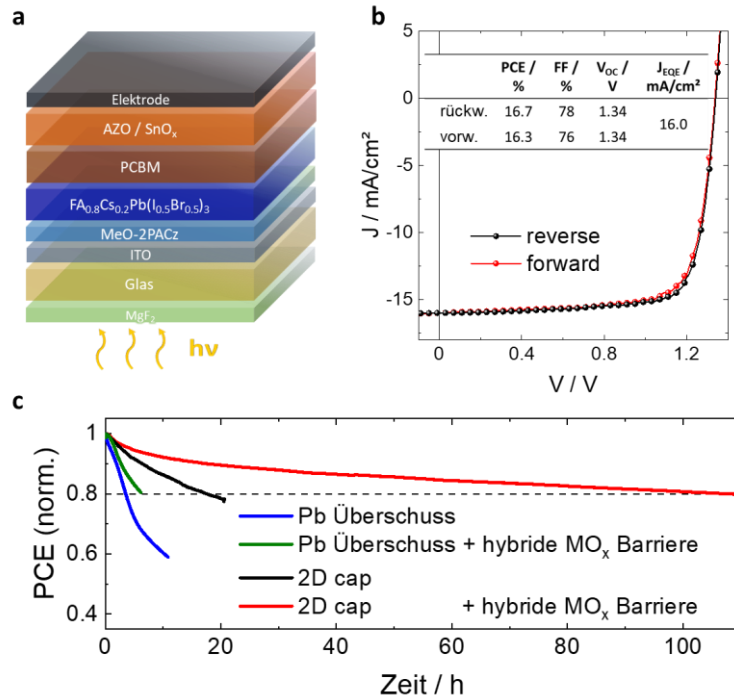 a
Elektrode
AZO / SnOₓ
PCBM
FA₀.₈Cs₀.₂Pb(I₀.₅Br₀.₅)₃
MeO-2PACz
ITO
Glas
MgF₂
hν
b
5
0
-5
-10
-15
J / mA/cm²
PCE / % FF / % V_OC / V J_EQE / mA/cm²
rückw. 16.7 78 1.34 16.0
vorw. 16.3 76 1.34
reverse
forward
0 0.4 0.8 1.2
V / V
c
1
0.8
0.6
0.4
PCE (norm.)
Pb Überschuss
Pb Überschuss + hybride MOₓ Barriere
2D cap
2D cap + hybride MOₓ Barriere
0 20 40 60 80 100
Zeit / h